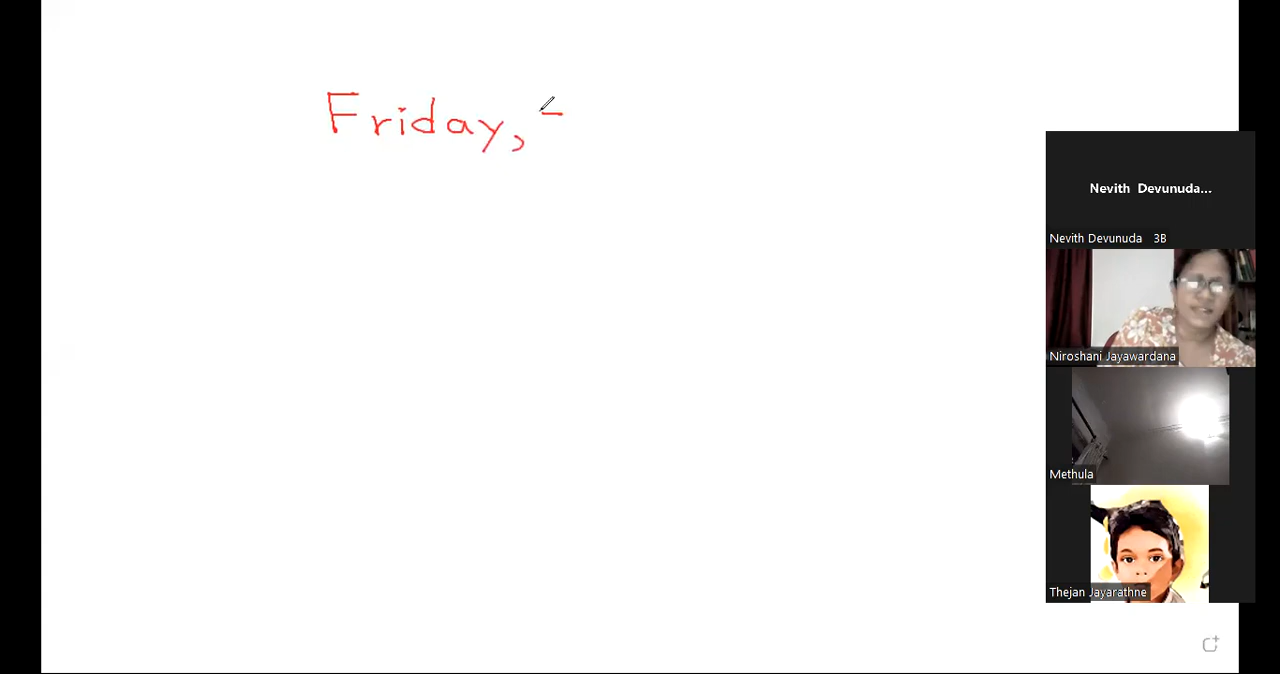 Friday,
Nevith Devunuda...
Nevith Devunuda 3B
Niroshani Jayawardana
Methula
Thejan Jayarathne